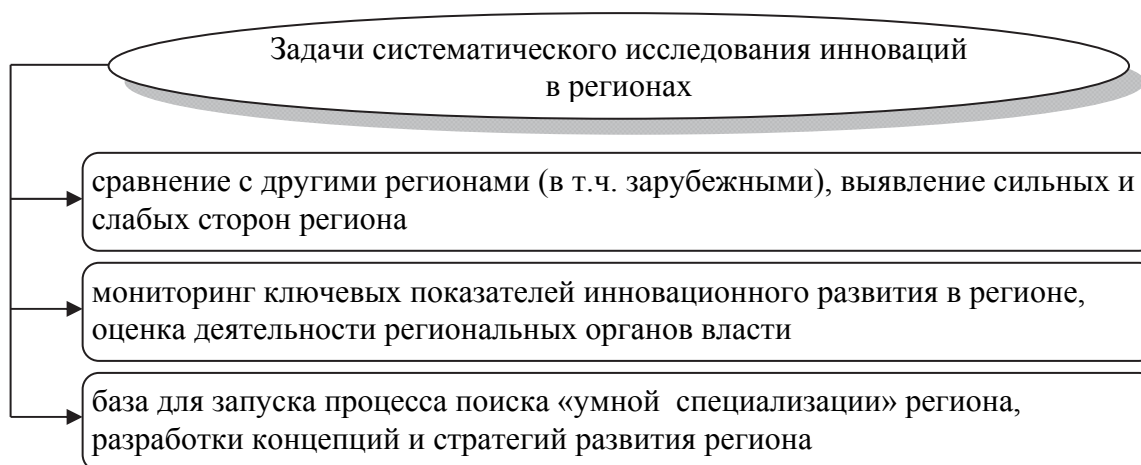 Задачи систематического исследования инноваций
в регионах
сравнение с другими регионами (в т.ч. зарубежными), выявление сильных и
слабых сторон региона
мониторинг ключевых показателей инновационного развития в регионе,
оценка деятельности региональных органов власти
база для запуска процесса поиска «умной специализации» региона,
разработки концепций и стратегий развития региона